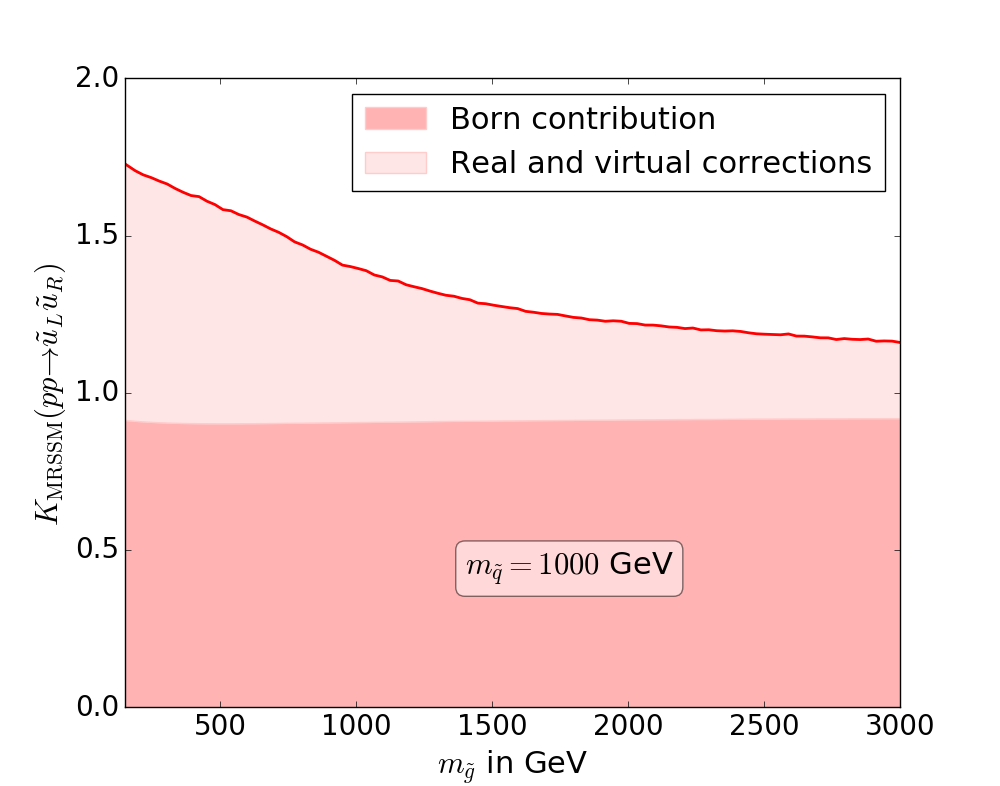 2.0
1.5
1.0
0.5
0.0
K_MRSSM(pp→ũ_L ũ_R)
Born contribution
Real and virtual corrections
m_q̃ = 1000 GeV
500 1000 1500 2000 2500 3000
m_g̃ in GeV